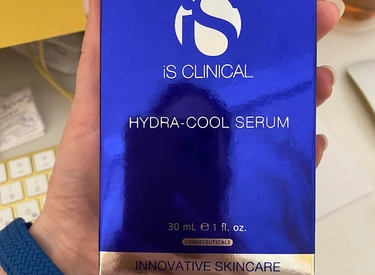 iS
iS CLINICAL
HYDRA-COOL SERUM
30 mL ℮ 1 fl. oz.
COSMECEUTICALS
INNOVATIVE SKINCARE